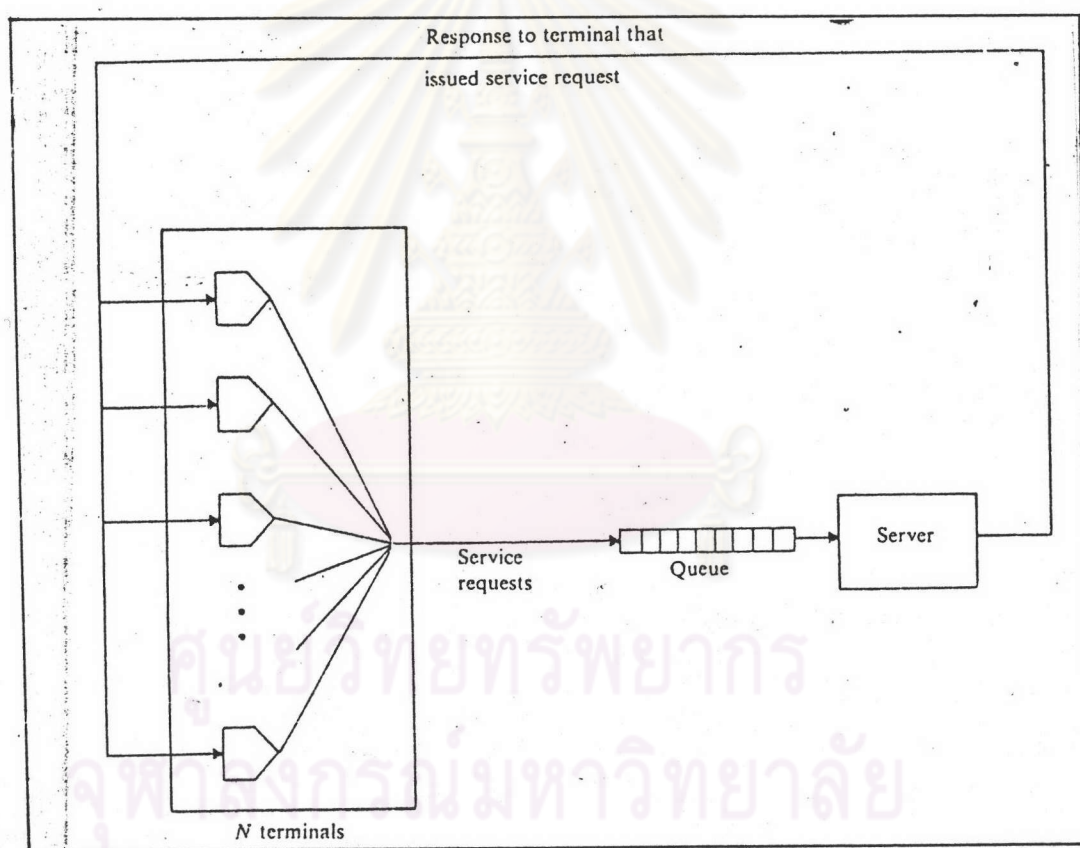 Response to terminal that
issued service request
Service
requests
Queue
Server
N terminals
ศูนย์วิทยทรัพยากร
จุฬาลงกรณ์มหาวิทยาลัย